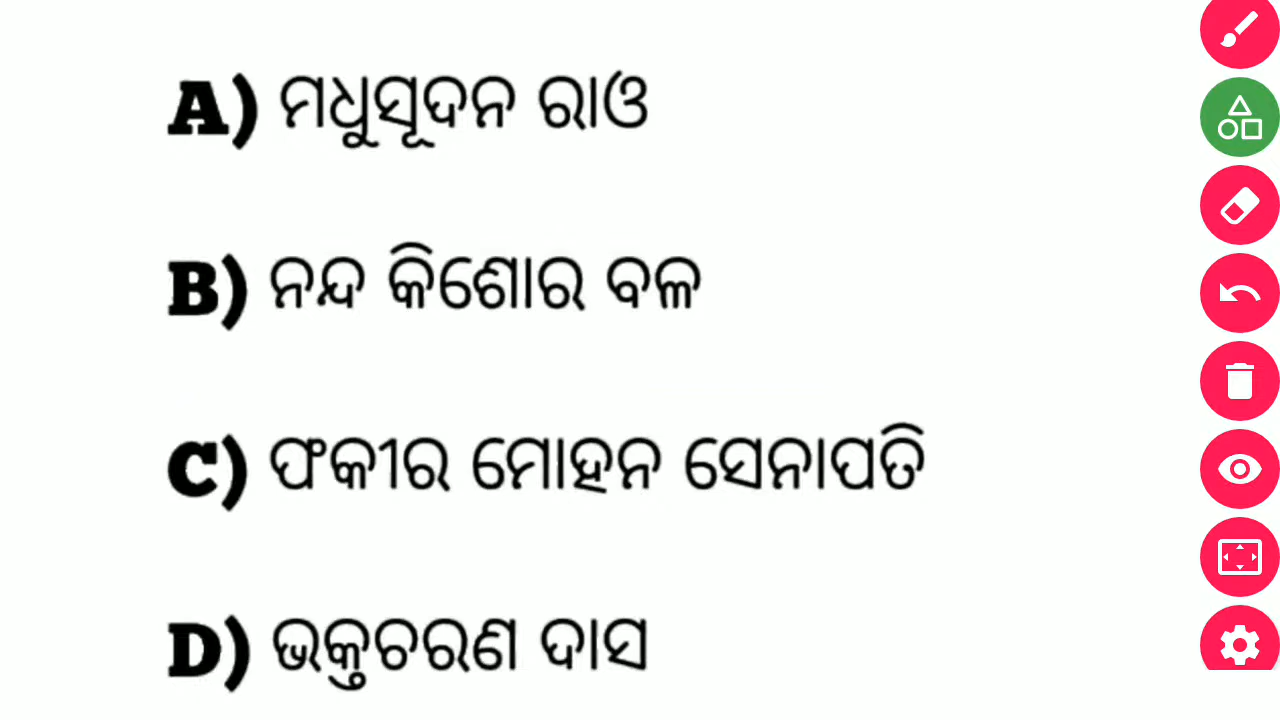 A) ମଧୁସୂଦନ ରାଓ
B) ନନ୍ଦ କିଶୋର ବଳ
C) ଫକୀର ମୋହନ ସେନାପତି
D) ଭକ୍ତଚରଣ ଦାସ